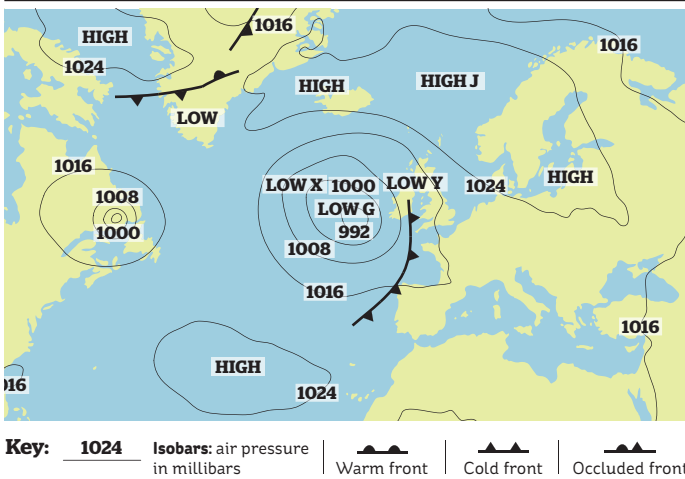 HIGH
1016
1016
1024
HIGH
HIGH J
LOW
1016
1008
1000
LOW X
1000
LOW Y
1024
HIGH
LOW G
992
1008
1016
1016
HIGH
1024
016
Key:
1024
Isobars: air pressure
in millibars
Warm front
Cold front
Occluded front